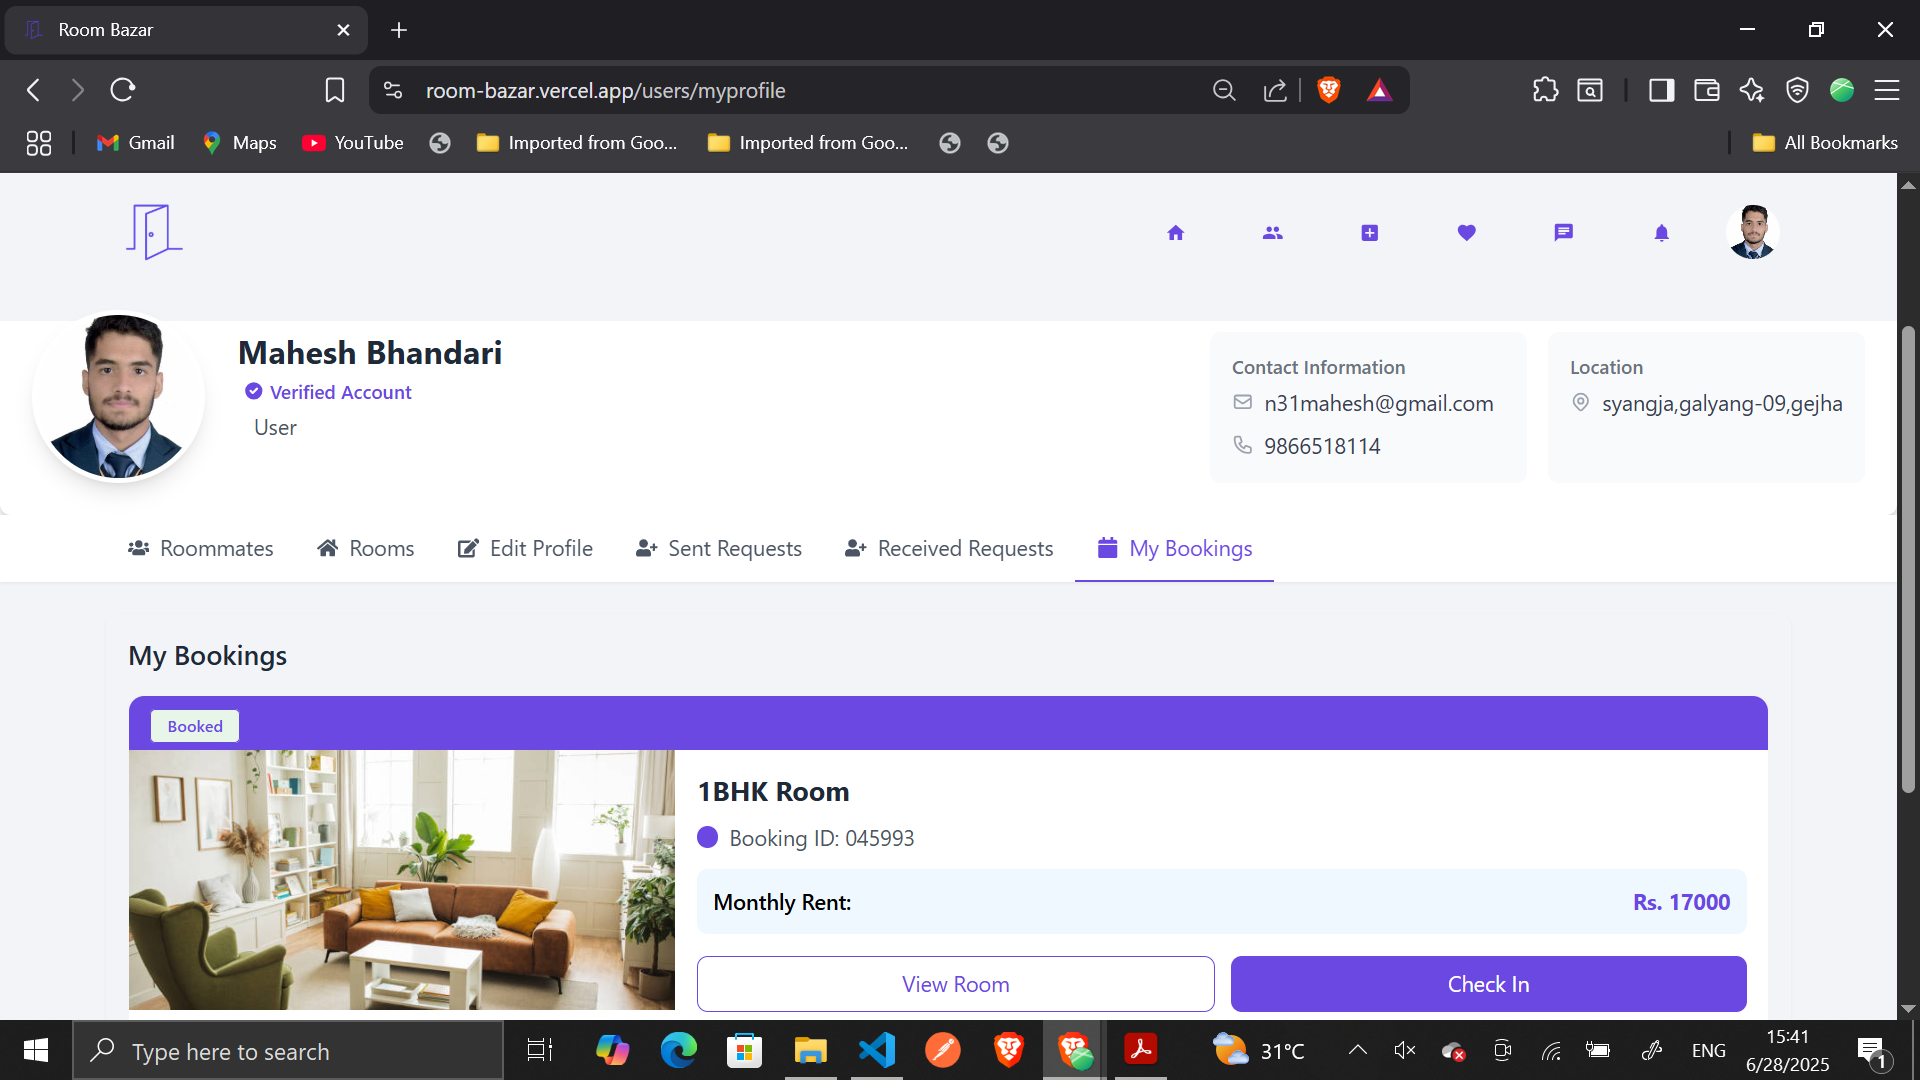 Room Bazar
room-bazar.vercel.app/users/myprofile
Gmail
Maps
YouTube
Imported from Goo...
Imported from Goo...
All Bookmarks
Mahesh Bhandari
Verified Account
User
Contact Information
n31mahesh@gmail.com
9866518114
Location
syangja,galyang-09,gejha
Roommates
Rooms
Edit Profile
Sent Requests
Received Requests
My Bookings
My Bookings
Booked
1BHK Room
Booking ID: 045993
Monthly Rent:
Rs. 17000
View Room
Check In
Type here to search
31°C
ENG
15:41
6/28/2025
1